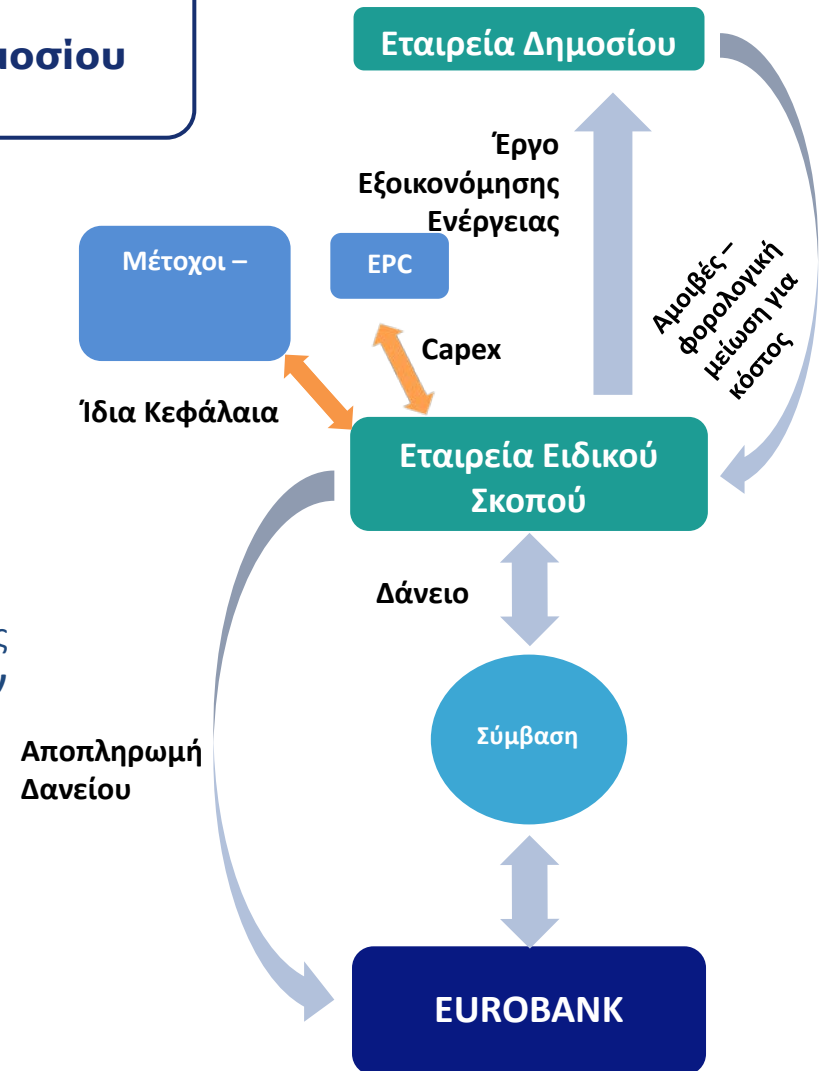 Εταιρεία Δημοσίου
Έργο
Εξοικονόμησης
Ενέργειας
Μέτοχοι –
EPC
Αμοιβές –
φορολογική
μείωση για
κόστος
Capex
Ίδια Κεφάλαια
Εταιρεία Ειδικού
Σκοπού
Δάνειο
Σύμβαση
Αποπληρωμή
Δανείου
EUROBANK